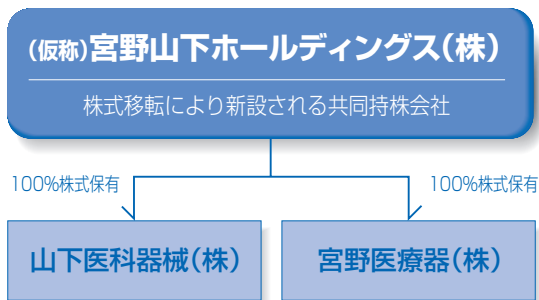 (仮称)宮野山下ホールディングス(株)
株式移転により新設される共同持株会社
100%株式保有
100%株式保有
山下医科器械(株)
宮野医療器(株)